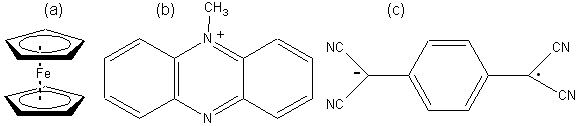 (a) (b) (c)
CH₃
N +
Fe
N
NC CN
- .
NC CN